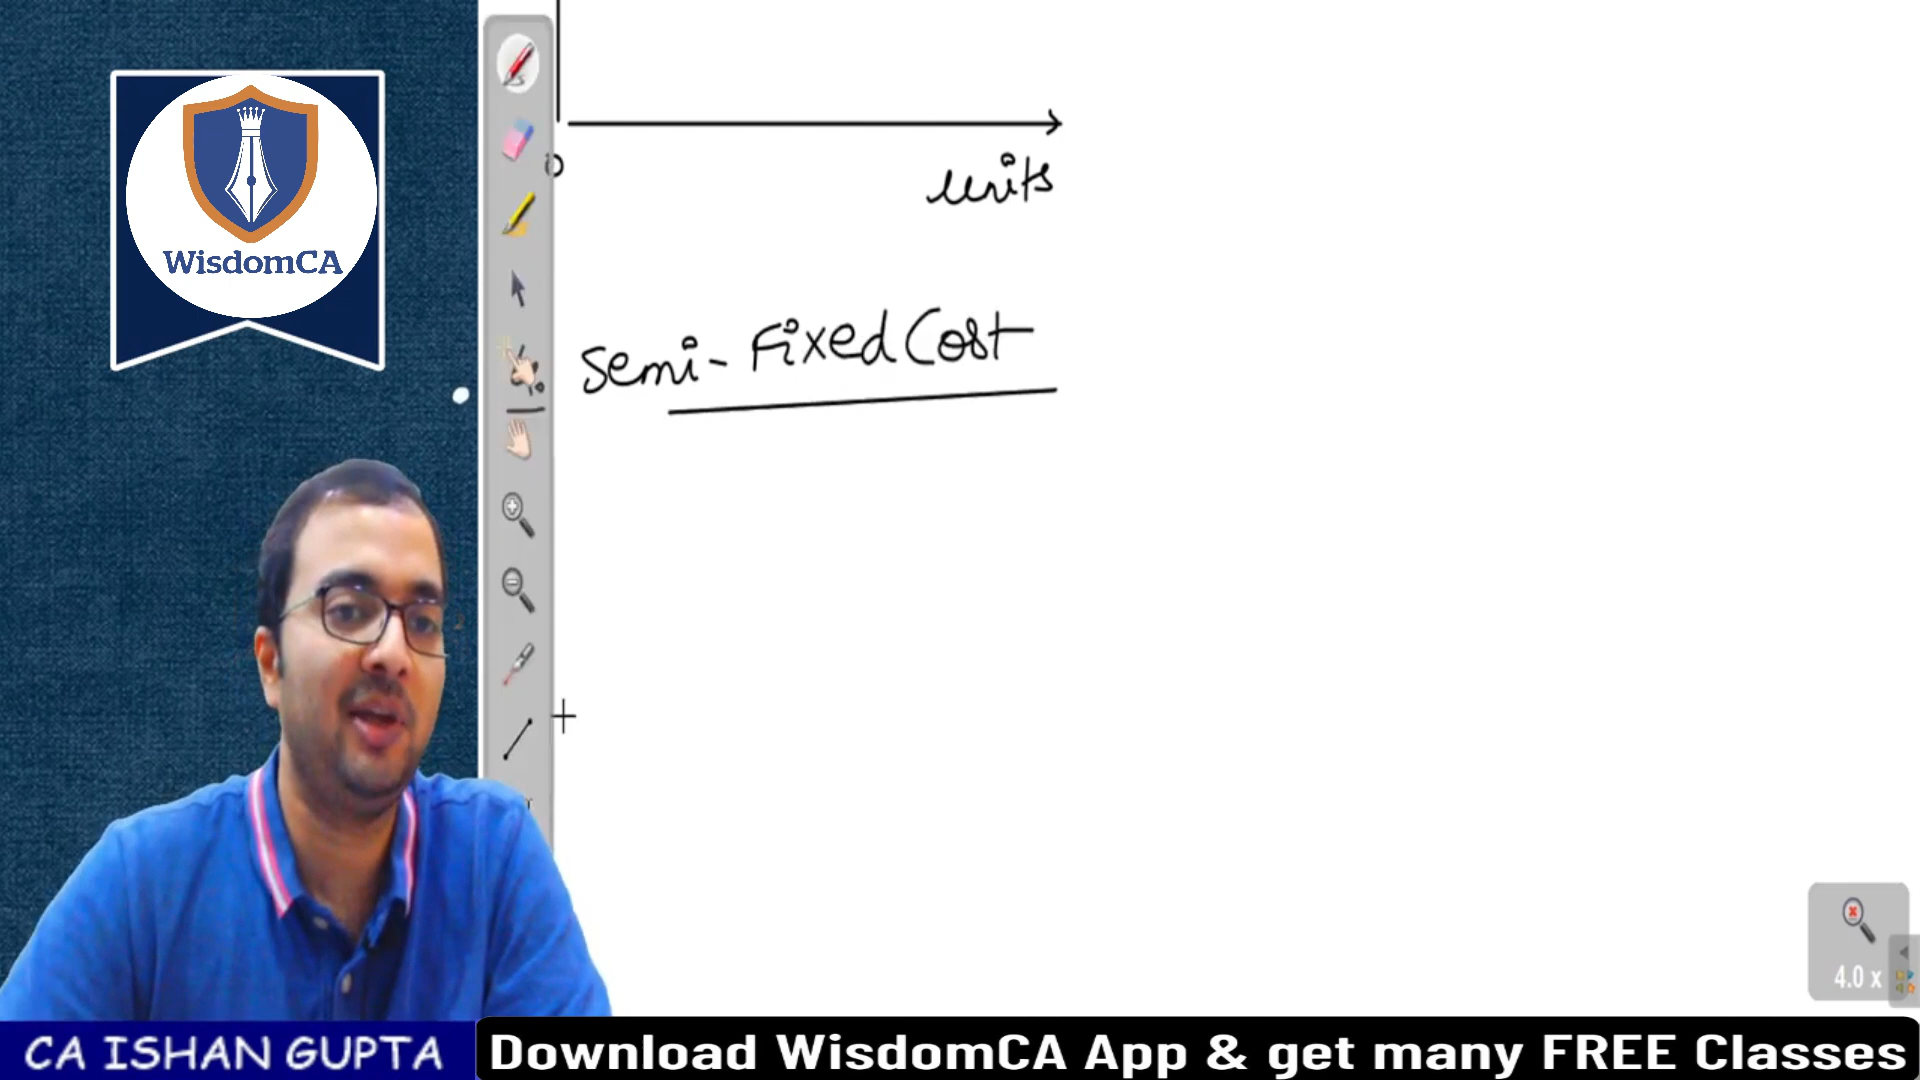 WisdomCA
0
units
Semi-Fixed Cost
4.0 x
CA ISHAN GUPTA
Download WisdomCA App & get many FREE Classes